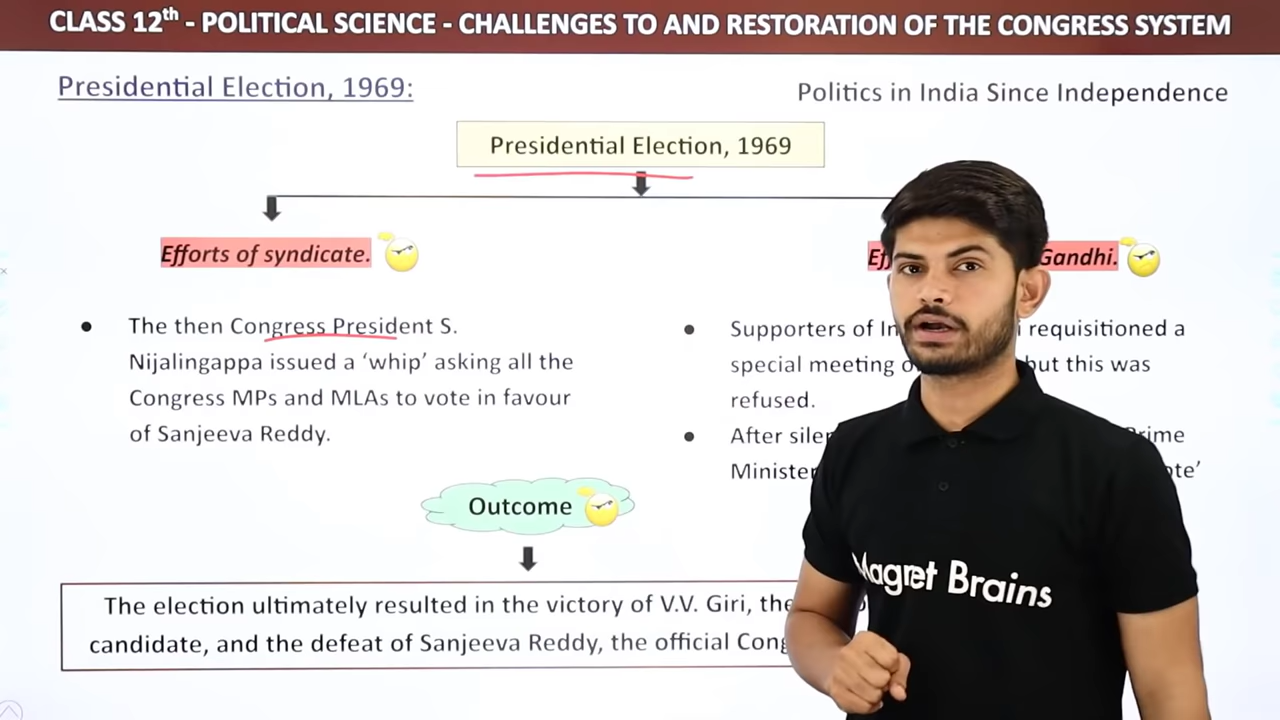 CLASS 12th - POLITICAL SCIENCE - CHALLENGES TO AND RESTORATION OF THE CONGRESS SYSTEM
Presidential Election, 1969:
Politics in India Since Independence
Presidential Election, 1969
Efforts of syndicate.
Gandhi.
The then Congress President S.
Nijalingappa issued a ‘whip’ asking all the
Congress MPs and MLAs to vote in favour
of Sanjeeva Reddy.
Supporters of requisitioned a
special meeting but this was
refused.
After
Minister
Outcome
The election ultimately resulted in the victory of V.V. Giri,
candidate, and the defeat of Sanjeeva Reddy, the official
Magret Brains